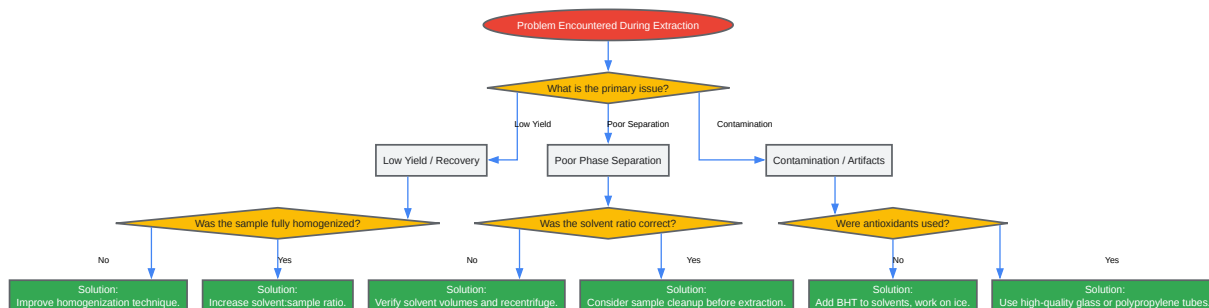 Problem Encountered During Extraction
What is the primary issue?
Low Yield
Poor Separation
Contamination
Low Yield / Recovery
Poor Phase Separation
Contamination / Artifacts
Was the sample fully homogenized?
Was the solvent ratio correct?
Were antioxidants used?
No
Yes
No
Yes
No
Yes
Solution:
Improve homogenization technique.
Solution:
Increase solvent:sample ratio.
Solution:
Verify solvent volumes and recentrifuge.
Solution:
Consider sample cleanup before extraction.
Solution:
Add BHT to solvents, work on ice.
Solution:
Use high-quality glass or polypropylene tubes.